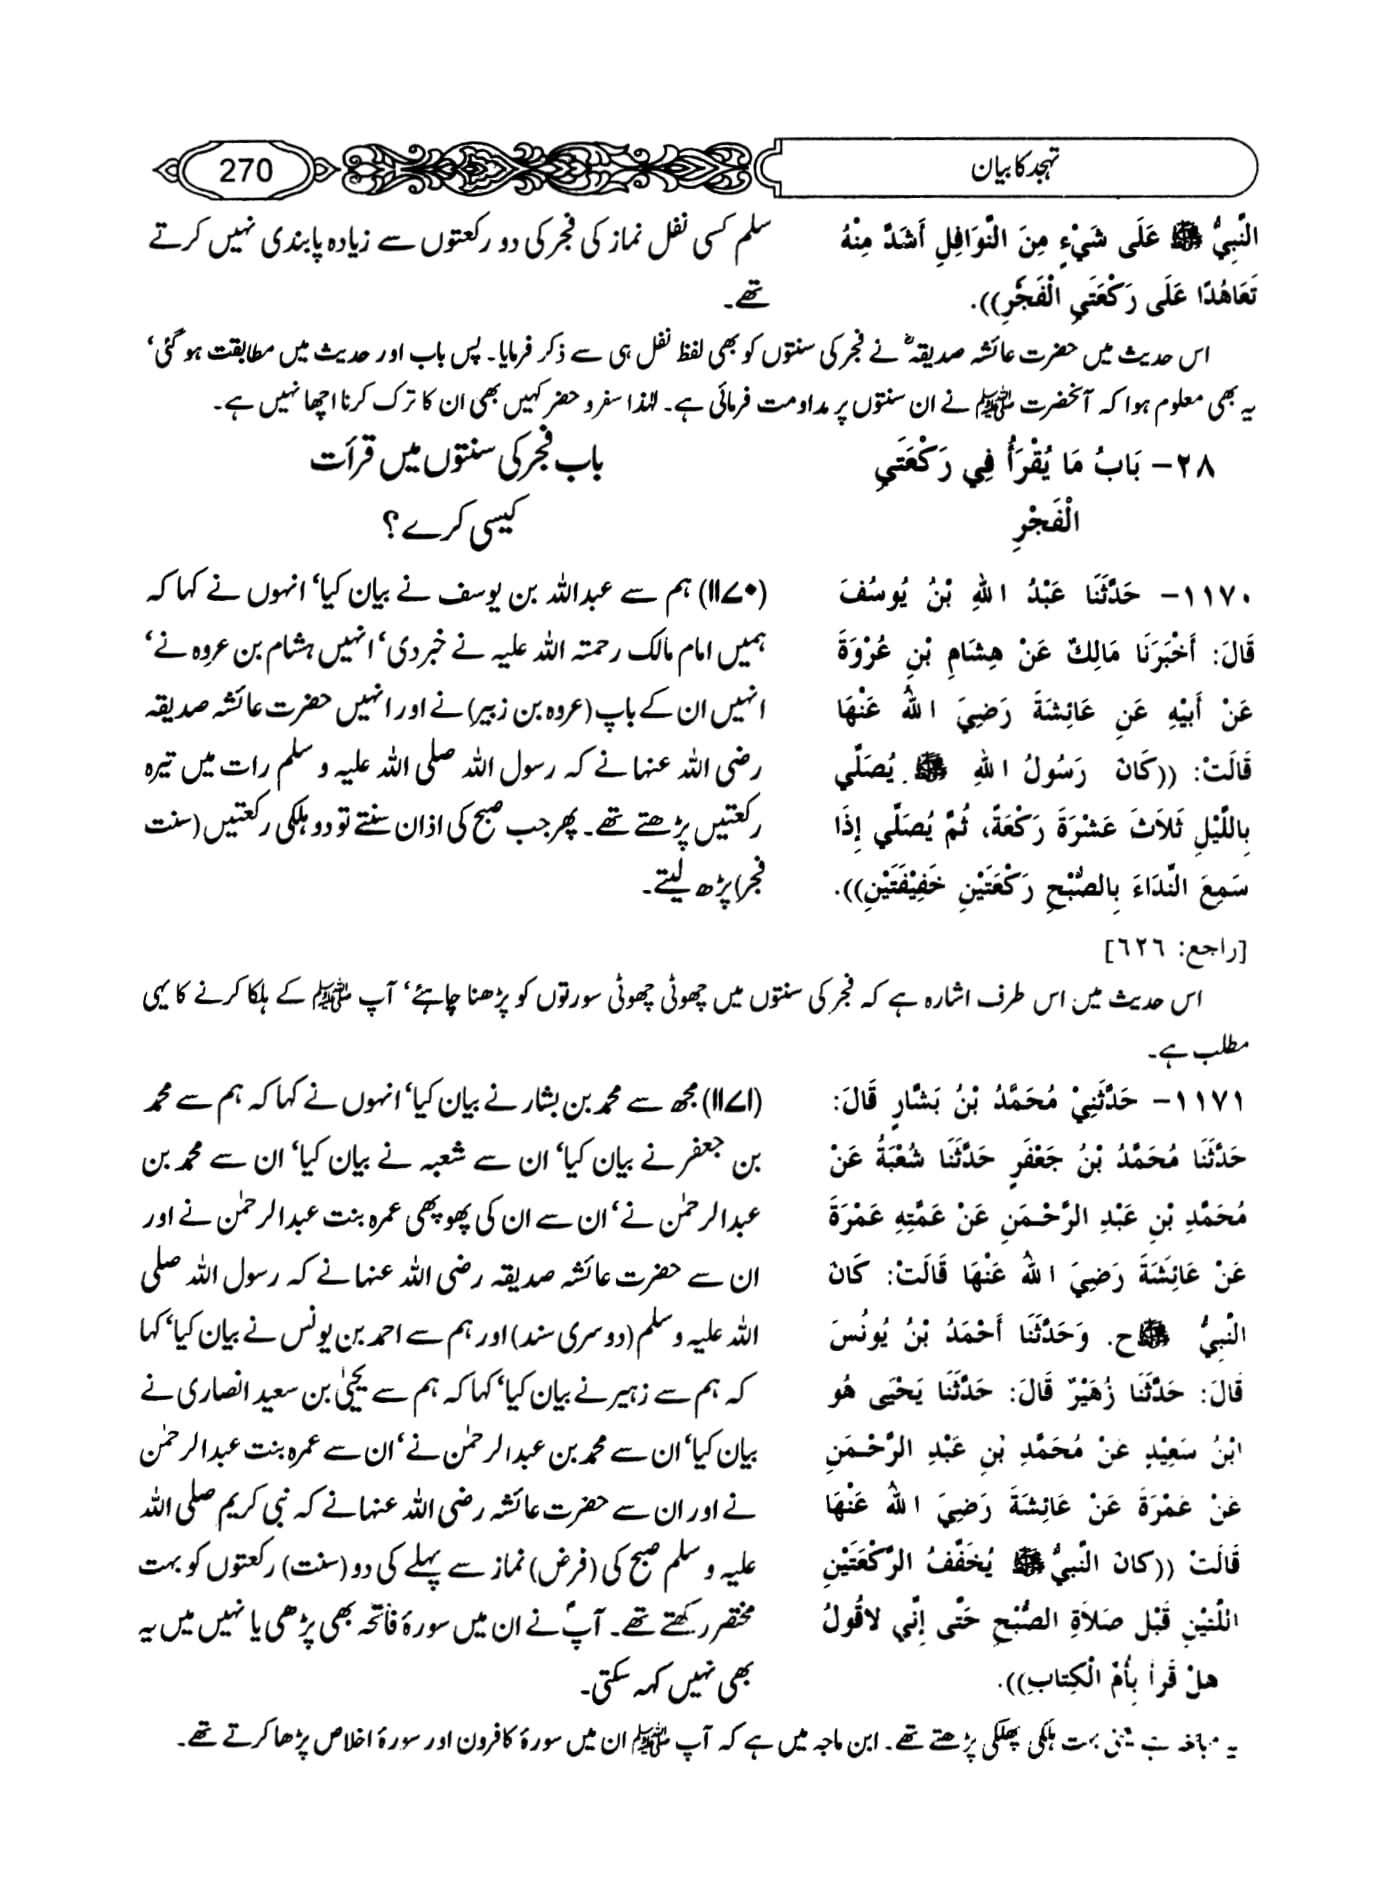 تہجد کا بیان
270
النَّبِيُّ ﷺ عَلَى شَيْءٍ مِنَ النَّوَافِلِ أَشَدَّ مِنْهُ
تَعَاهُدًا عَلَى رَكْعَتَيِ الْفَجْرِ)).
سلم کسی نفل نماز کی فجر کی دو رکعتوں سے زیادہ پابندی نہیں کرتے
تھے۔
اس حدیث میں حضرت عائشہ صدیقہؓ نے فجر کی سنتوں کو بھی لفظ نفل ہی سے ذکر فرمایا۔ پس باب اور حدیث میں مطابقت ہو گئی‘
یہ بھی معلوم ہوا کہ آنحضرت ﷺ نے ان سنتوں پر مداومت فرمائی ہے۔ لہٰذا سفر و حضر کہیں بھی ان کا ترک کرنا اچھا نہیں ہے۔
٢٨- بَابُ مَا يُقْرَأُ فِي رَكْعَتَيِ
الْفَجْرِ
باب فجر کی سنتوں میں قرأت
کیسی کرے؟
١١٧٠- حَدَّثَنَا عَبْدُ اللهِ بْنُ يُوسُفَ
قَالَ: أَخْبَرَنَا مَالِكٌ عَنْ هِشَامِ بْنِ عُرْوَةَ
عَنْ أَبِيْهِ عَنِ عَائِشَةَ رَضِيَ اللهُ عَنْهَا
قَالَتْ: ((كَانَ رَسُولُ اللهِ ﷺ يُصَلِّي
بِاللَّيْلِ ثَلاَثَ عَشْرَةَ رَكْعَةً، ثُمَّ يُصَلِّي إِذَا
سَمِعَ النِّدَاءَ بِالصُّبْحِ رَكْعَتَيْنِ خَفِيْفَتَيْنِ)).
[راجع: ٦٢٦]
(۱۱۷۰) ہم سے عبداللہ بن یوسف نے بیان کیا‘ انہوں نے کہا کہ
ہمیں امام مالک رحمتہ اللہ علیہ نے خبر دی‘ انہیں ہشام بن عروہ نے‘
انہیں ان کے باپ (عروہ بن زبیر) نے اور انہیں حضرت عائشہ صدیقہ
رضی اللہ عنہا نے کہ رسول اللہ صلی اللہ علیہ و سلم رات میں تیرہ
رکعتیں پڑھتے تھے۔ پھر جب صبح کی اذان سنتے تو دو ہلکی رکعتیں (سنت
فجر) پڑھ لیتے۔
اس حدیث میں اس طرف اشارہ ہے کہ فجر کی سنتوں میں چھوٹی چھوٹی سورتوں کو پڑھنا چاہئے‘ آپ ﷺ کے ہلکا کرنے کا یہی
مطلب ہے۔
١١٧١- حَدَّثَنِيْ مُحَمَّدُ بْنُ بَشَّارٍ قَالَ:
حَدَّثَنَا مُحَمَّدُ بْنُ جَعْفَرٍ حَدَّثَنَا شُعْبَةُ عَنْ
مُحَمَّدِ بْنِ عَبْدِ الرَّحْمَنِ عَنْ عَمَّتِهِ عَمْرَةَ
عَنْ عَائِشَةَ رَضِيَ اللهُ عَنْهَا قَالَتْ: كَانَ
النَّبِيُّ ﷺ ح. وَحَدَّثَنَا أَحْمَدُ بْنُ يُونُسَ
قَالَ: حَدَّثَنَا زُهَيْرٌ قَالَ: حَدَّثَنَا يَحْيَى هُوَ
ابْنُ سَعِيْدٍ عَنْ مُحَمَّدِ بْنِ عَبْدِ الرَّحْمَنِ
عَنْ عَمْرَةَ عَنْ عَائِشَةَ رَضِيَ اللهُ عَنْهَا
قَالَتْ ((كَانَ النَّبِيُّ ﷺ يُخَفِّفُ الرَّكْعَتَيْنِ
اللَّتَيْنِ قَبْلَ صَلاَةِ الصُّبْحِ حَتَّى إِنِّي لأَقُولُ
هَلْ قَرَأَ بِأُمِّ الْكِتَابِ)).
(۱۱۷۱) مجھ سے محمد بن بشار نے بیان کیا‘ انہوں نے کہا کہ ہم سے محمد
بن جعفر نے بیان کیا‘ ان سے شعبہ نے بیان کیا‘ ان سے محمد بن
عبدالرحمٰن نے‘ ان سے ان کی پھوپھی عمرہ بنت عبدالرحمٰن نے اور
ان سے حضرت عائشہ صدیقہ رضی اللہ عنہا نے کہ رسول اللہ صلی
اللہ علیہ و سلم (دوسری سند) اور ہم سے احمد بن یونس نے بیان کیا‘ کہا
کہ ہم سے زہیر نے بیان کیا‘ کہا کہ ہم سے یحییٰ بن سعید انصاری نے
بیان کیا‘ ان سے محمد بن عبدالرحمٰن نے‘ ان سے عمرہ بنت عبدالرحمٰن
نے اور ان سے حضرت عائشہ رضی اللہ عنہا نے کہ نبی کریم صلی اللہ
علیہ و سلم صبح کی (فرض) نماز سے پہلے کی دو (سنت) رکعتوں کو بہت
مختصر رکھتے تھے۔ آپؐ نے ان میں سورۂ فاتحہ بھی پڑھی یا نہیں میں یہ
بھی نہیں کہہ سکتی۔
یہ مبالغہ ہے یعنی بہت ہلکی پھلکی پڑھتے تھے۔ ابن ماجہ میں ہے کہ آپ ﷺ ان میں سورۂ کافرون اور سورۂ اخلاص پڑھا کرتے تھے۔